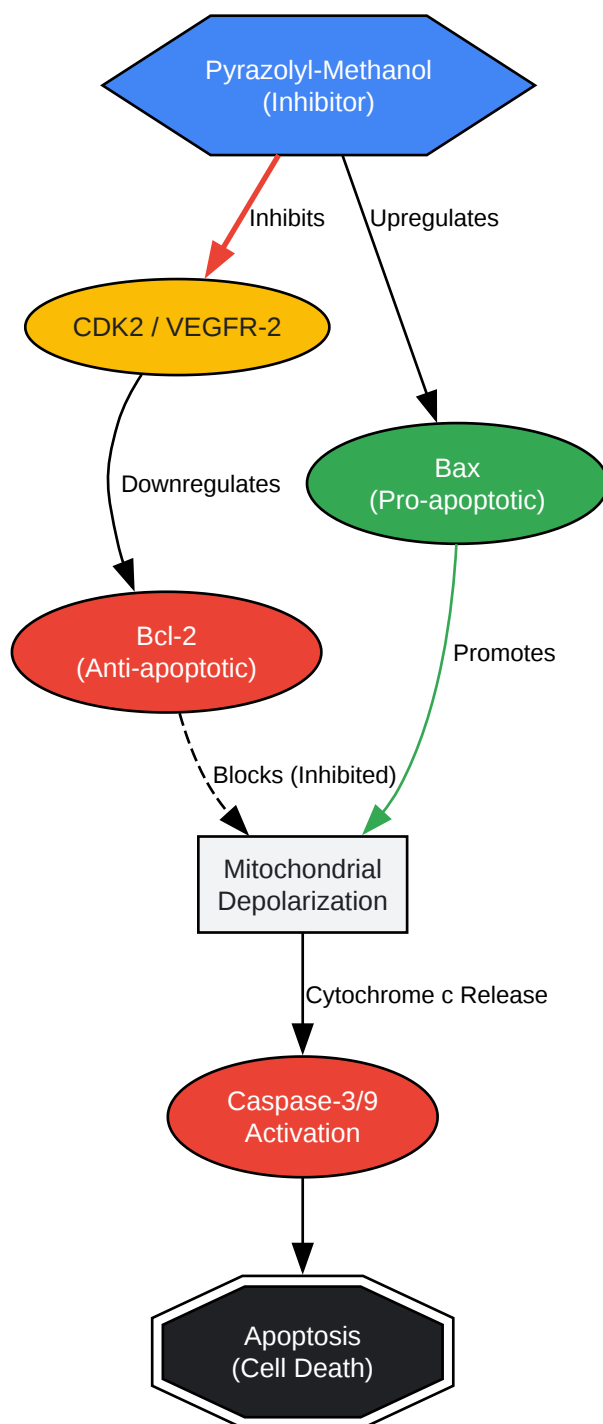 Pyrazolyl-Methanol
(Inhibitor)
Inhibits
Upregulates
CDK2 / VEGFR-2
Bax
(Pro-apoptotic)
Downregulates
Bcl-2
(Anti-apoptotic)
Promotes
Blocks (Inhibited)
Mitochondrial
Depolarization
Cytochrome c Release
Caspase-3/9
Activation
Apoptosis
(Cell Death)